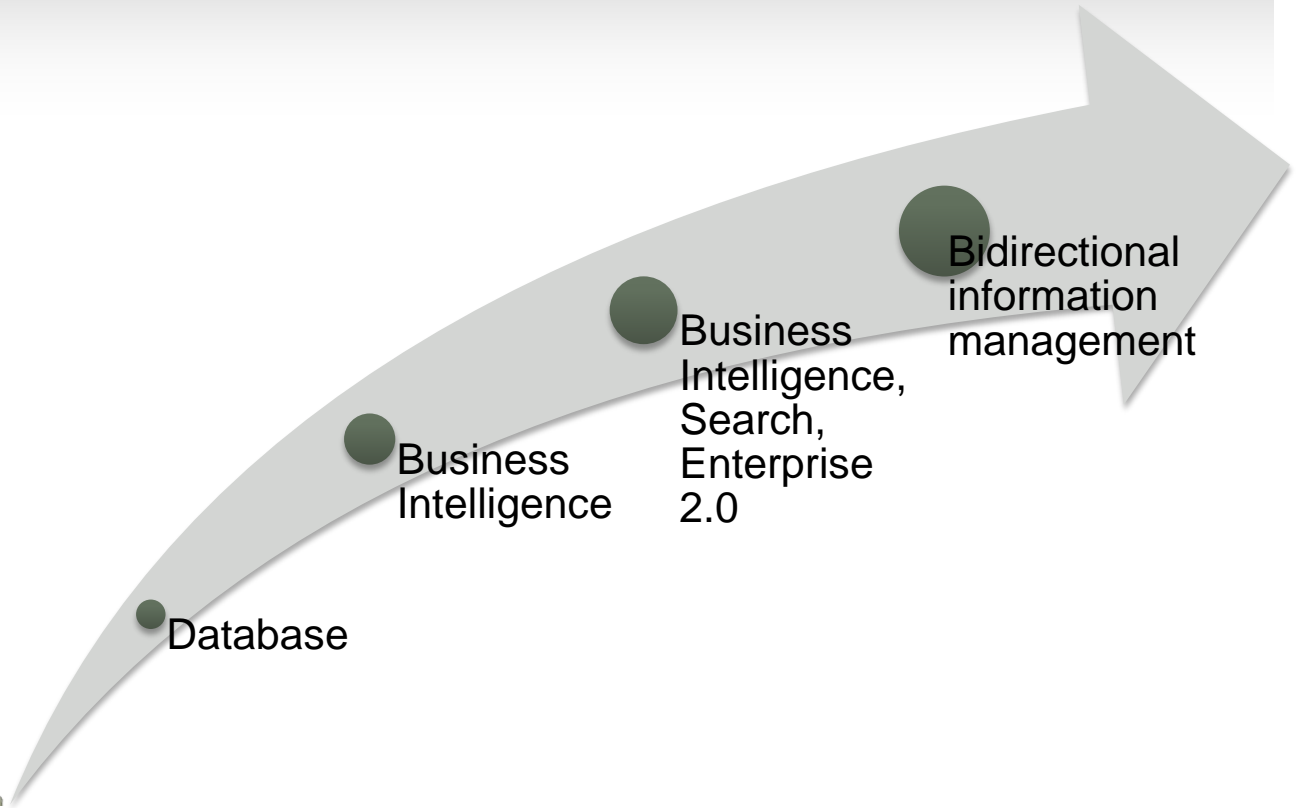 Database
Business
Intelligence
Business
Intelligence,
Search,
Enterprise
2.0
Bidirectional
information
management